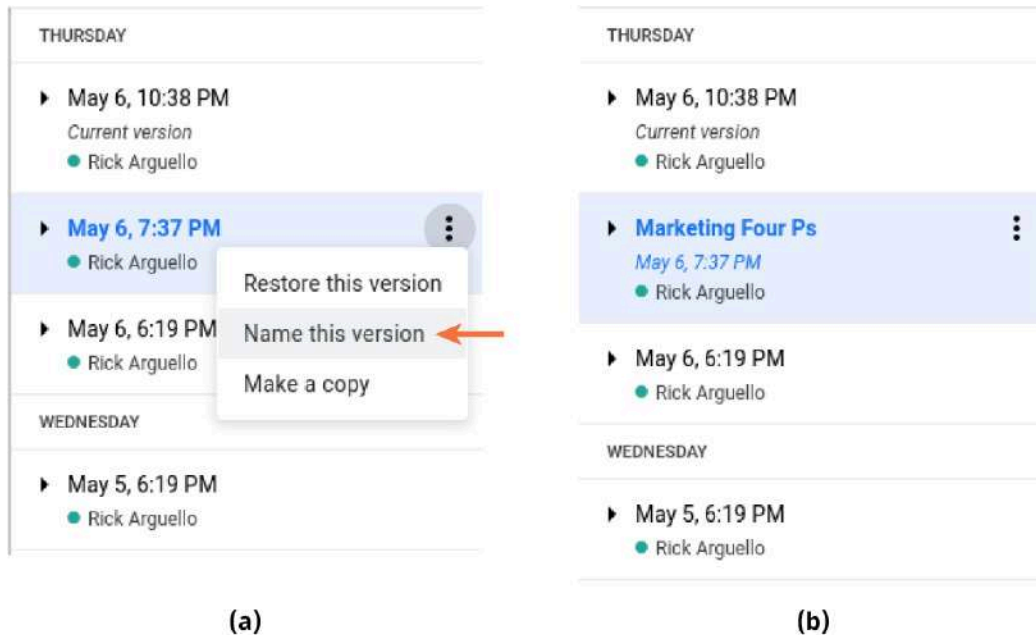 THURSDAY
May 6, 10:38 PM
Current version
Rick Arguello
May 6, 7:37 PM
Rick Arguello
Restore this version
Name this version
Make a copy
May 6, 6:19 PM
Rick Arguello
WEDNESDAY
May 5, 6:19 PM
Rick Arguello
(a)
THURSDAY
May 6, 10:38 PM
Current version
Rick Arguello
Marketing Four Ps
May 6, 7:37 PM
Rick Arguello
May 6, 6:19 PM
Rick Arguello
WEDNESDAY
May 5, 6:19 PM
Rick Arguello
(b)